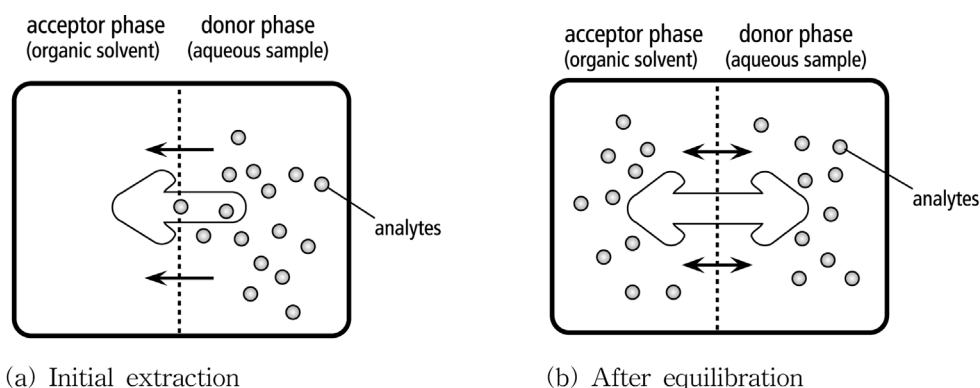 acceptor phase
(organic solvent)
donor phase
(aqueous sample)
analytes
(a) Initial extraction
acceptor phase
(organic solvent)
donor phase
(aqueous sample)
analytes
(b) After equilibration